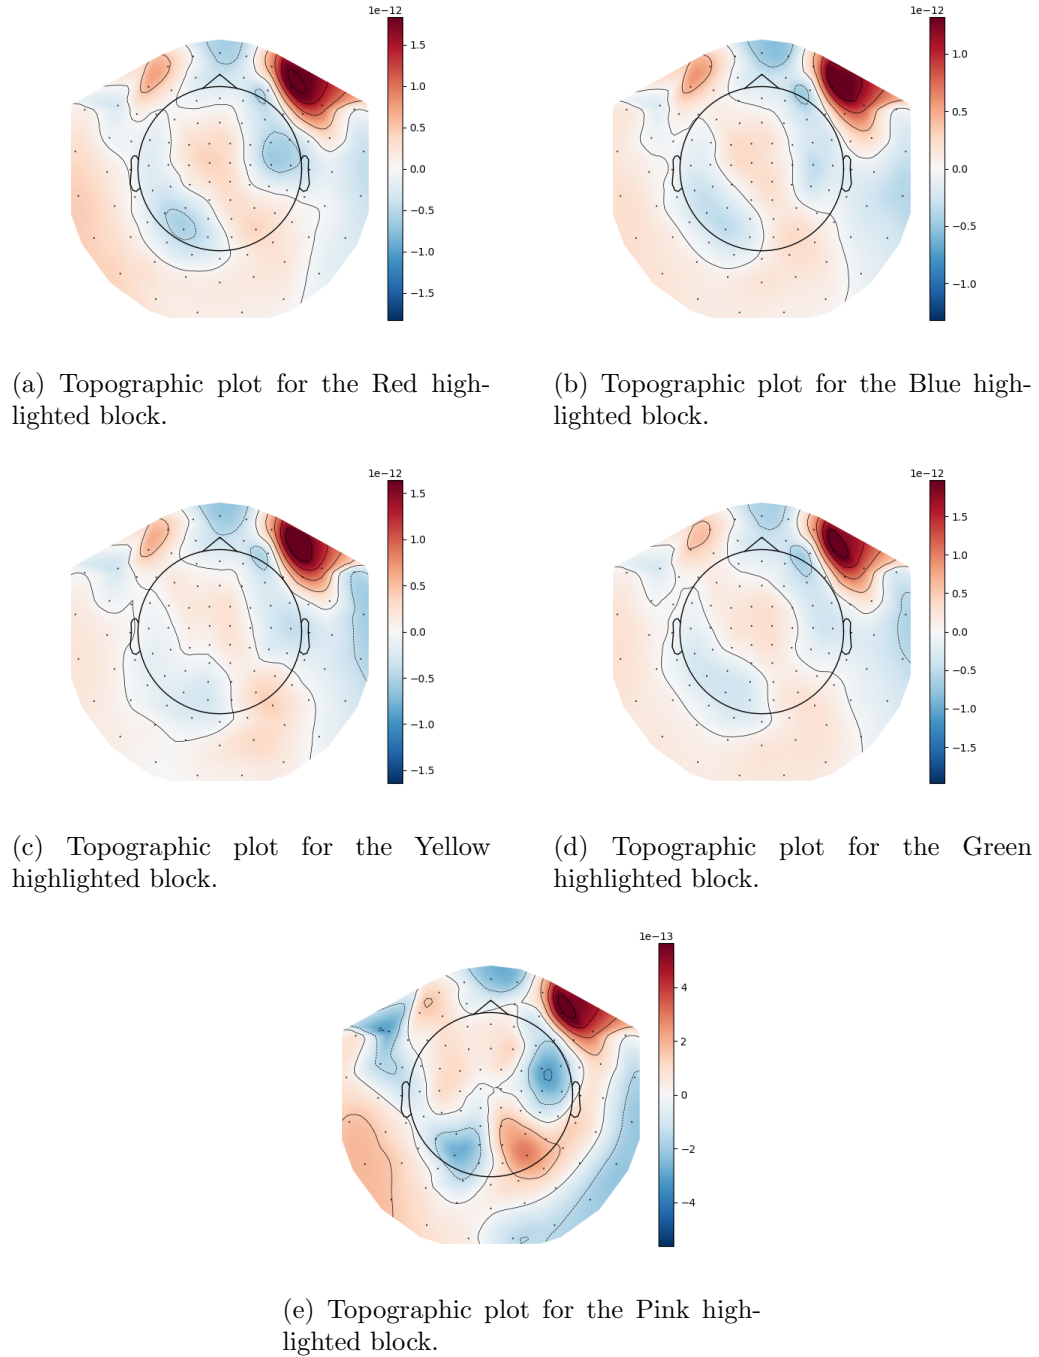 1e−12
1.5
1.0
0.5
0.0
−0.5
−1.0
−1.5
1e−12
1.0
0.5
0.0
−0.5
−1.0
(a) Topographic plot for the Red high-
lighted block.
(b) Topographic plot for the Blue high-
lighted block.
1e−12
1.5
1.0
0.5
0.0
−0.5
−1.0
−1.5
1e−12
1.5
1.0
0.5
0.0
−0.5
−1.0
−1.5
(c) Topographic plot for the Yellow
highlighted block.
(d) Topographic plot for the Green
highlighted block.
1e−13
4
2
0
−2
−4
(e) Topographic plot for the Pink high-
lighted block.